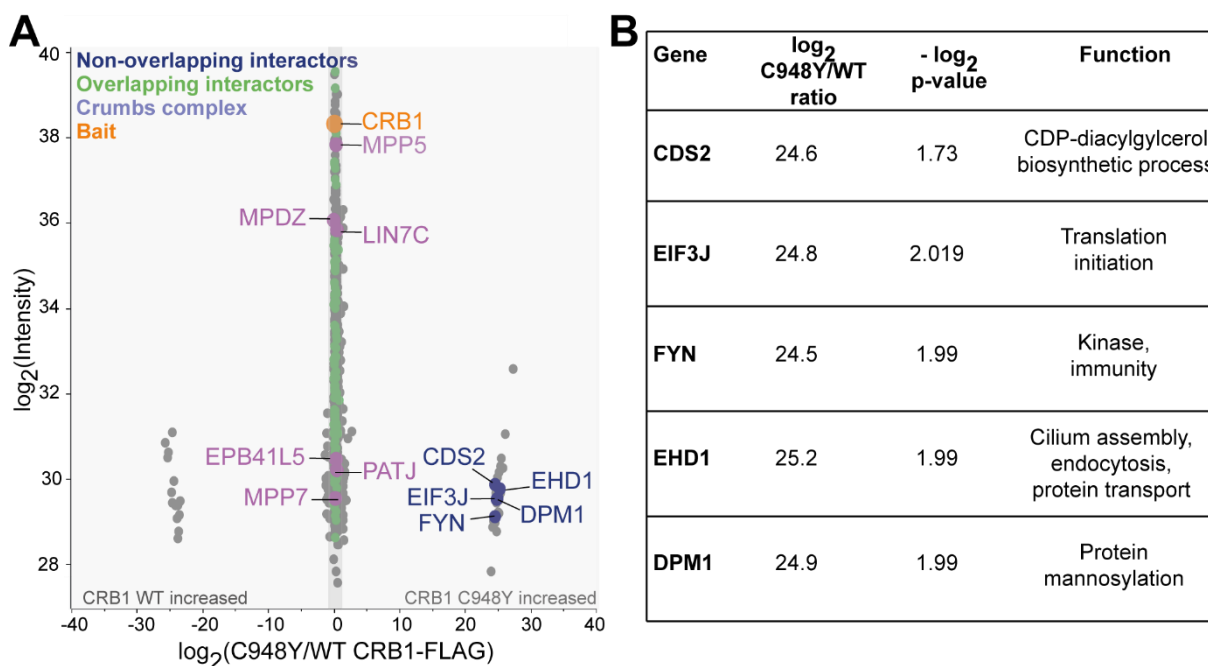 A
Non-overlapping interactors
Overlapping interactors
Crumbs complex
Bait
log2(Intensity)
40
38
36
34
32
30
28
CRB1
MPP5
MPDZ
LIN7C
EPB41L5
PATJ
MPP7
CDS2
EHD1
EIF3J
DPM1
FYN
CRB1 WT increased
CRB1 C948Y increased
-40 -30 -20 -10 0 10 20 30 40
log2(C948Y/WT CRB1-FLAG)
B
Gene
log2
C948Y/WT
ratio
- log2
p-value
Function
CDS2 24.6 1.73 CDP-diacylgylcerol
biosynthetic process
EIF3J 24.8 2.019 Translation
initiation
FYN 24.5 1.99 Kinase,
immunity
EHD1 25.2 1.99 Cilium assembly,
endocytosis,
protein transport
DPM1 24.9 1.99 Protein
mannosylation